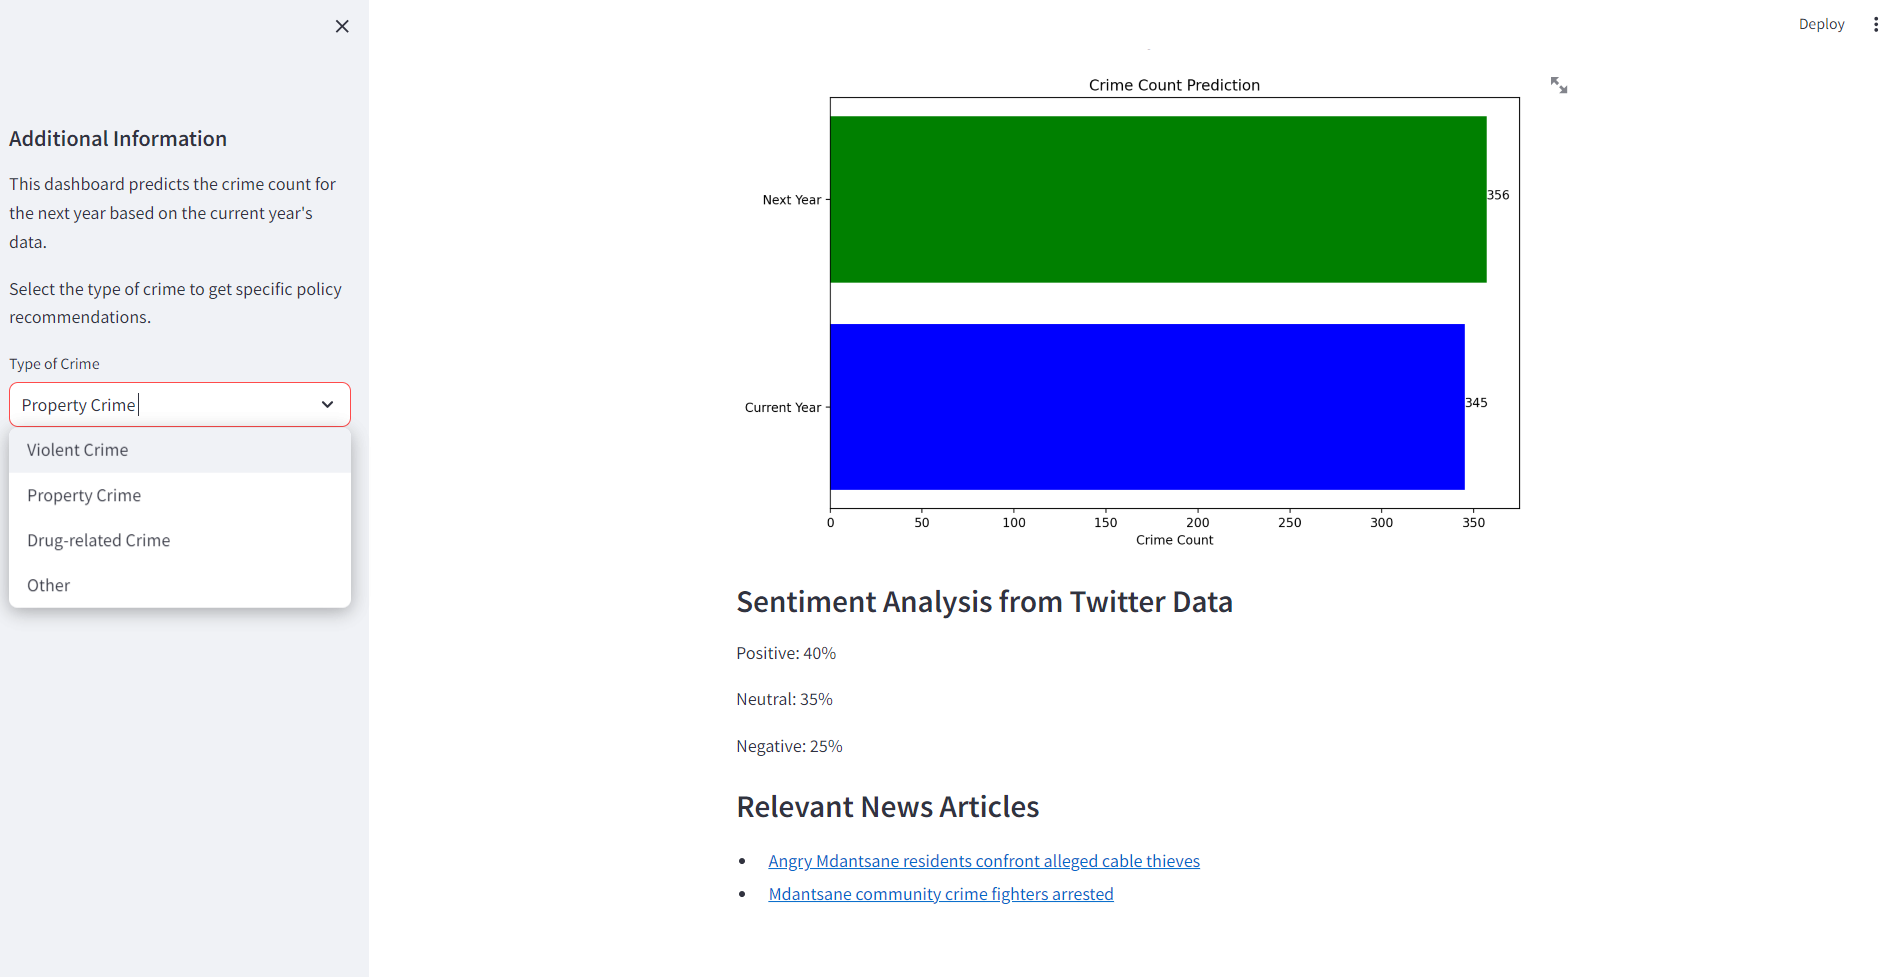 Deploy
Additional Information
This dashboard predicts the crime count for
the next year based on the current year's
data.
Select the type of crime to get specific policy
recommendations.
Type of Crime
Property Crime
Violent Crime
Property Crime
Drug-related Crime
Other
Crime Count Prediction
Next Year
356
Current Year
345
0 50 100 150 200 250 300 350
Crime Count
Sentiment Analysis from Twitter Data
Positive: 40%
Neutral: 35%
Negative: 25%
Relevant News Articles
• Angry Mdantsane residents confront alleged cable thieves
• Mdantsane community crime fighters arrested